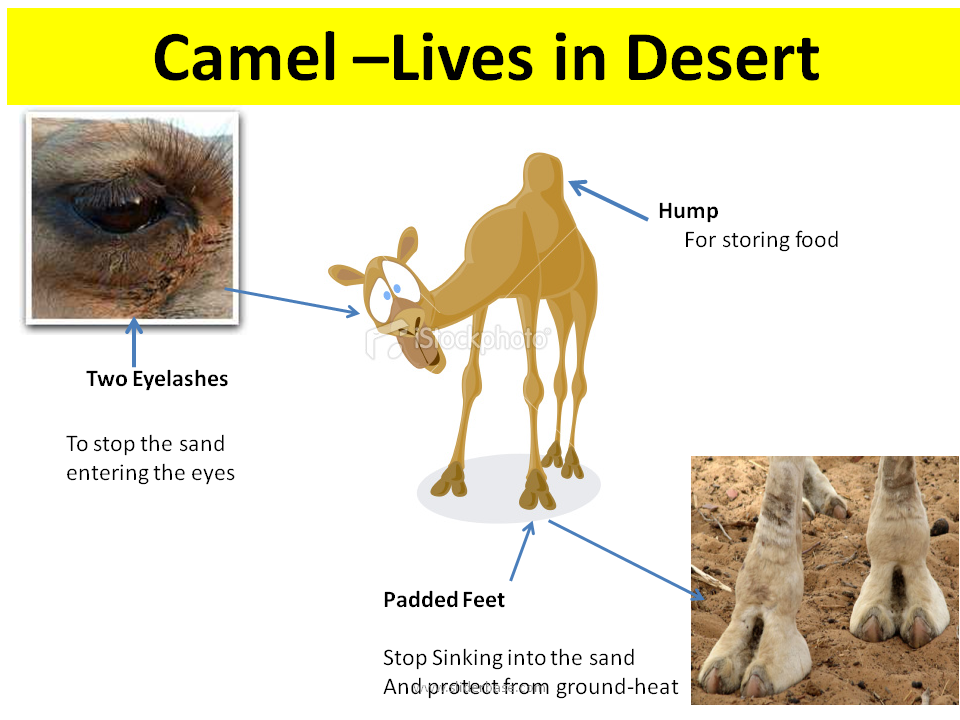 Camel –Lives in Desert
Hump
For storing food
iStockphoto
Two Eyelashes
To stop the sand
entering the eyes
Padded Feet
Stop Sinking into the sand
And protect from ground-heat